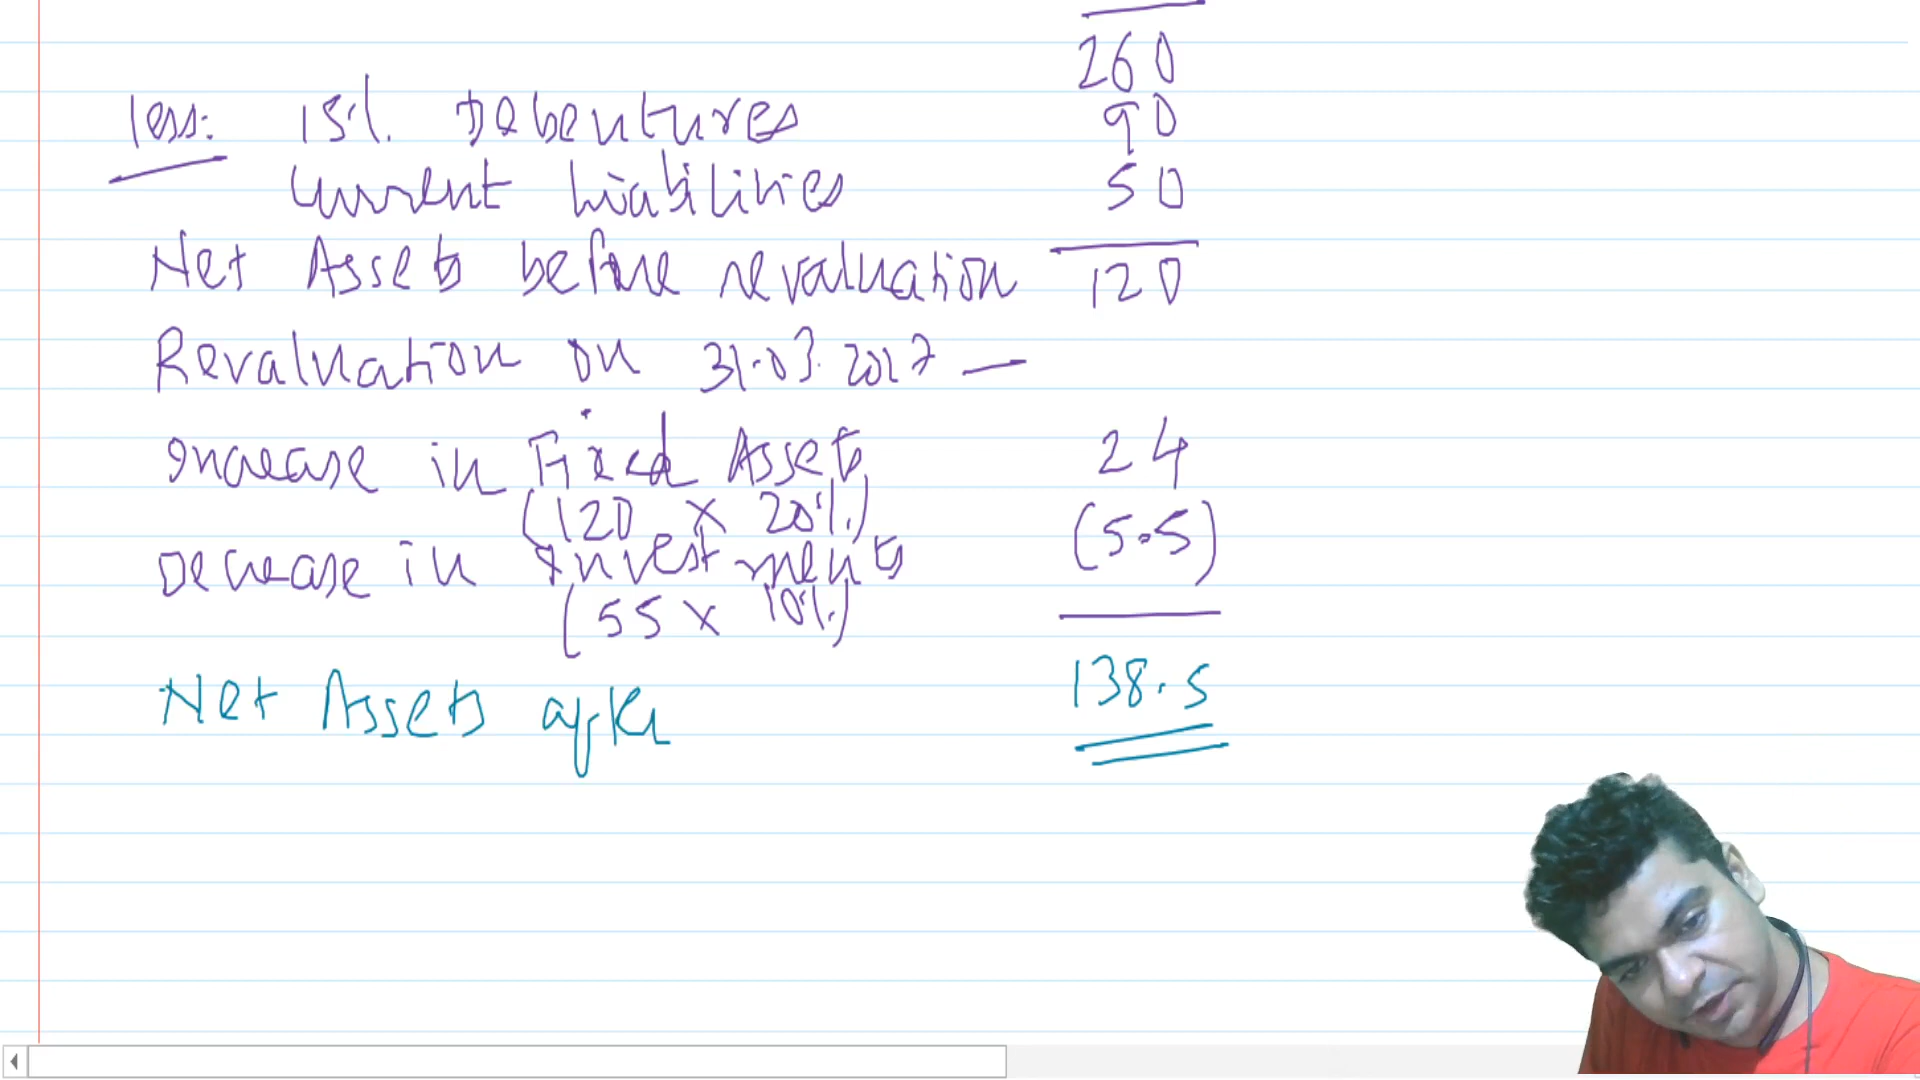 260
less: 15%. Debentures 90
Current Liabilities 50
Net Assets before revaluation 120
Revaluation on 31.03.2017 —
Increase in Fixed Assets 24
(120 x 20%)
Decrease in Investments (5.5)
(55 x 10%)
Net Assets after 138.5